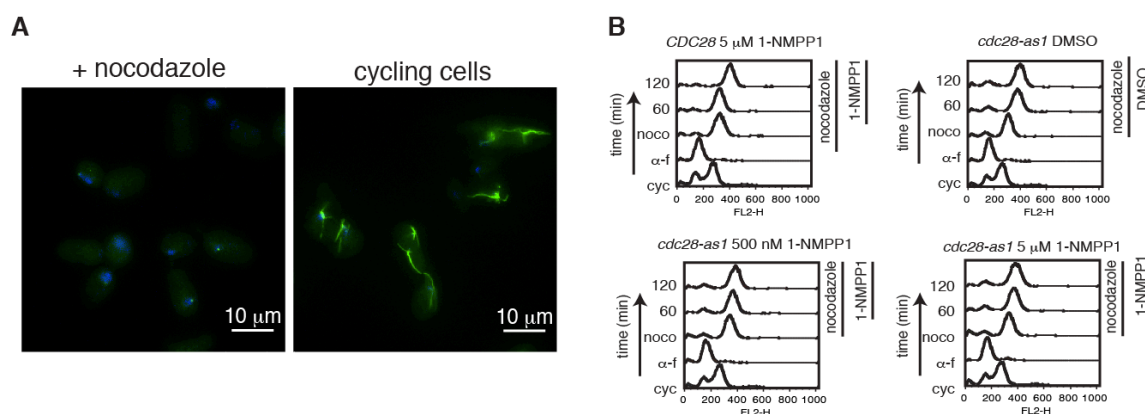 A
+ nocodazole
cycling cells
10 μm
10 μm
B
CDC28 5 μM 1-NMPP1
time (min)
120
60
noco
α-f
cyc
0 200 400 600 800 1000
FL2-H
nocodazole
1-NMPP1
cdc28-as1 DMSO
time (min)
120
60
noco
α-f
cyc
0 200 400 600 800 1000
FL2-H
nocodazole
DMSO
cdc28-as1 500 nM 1-NMPP1
time (min)
120
60
noco
α-f
cyc
0 200 400 600 800 1000
FL2-H
nocodazole
1-NMPP1
cdc28-as1 5 μM 1-NMPP1
time (min)
120
60
noco
α-f
cyc
0 200 400 600 800 1000
FL2-H
nocodazole
1-NMPP1